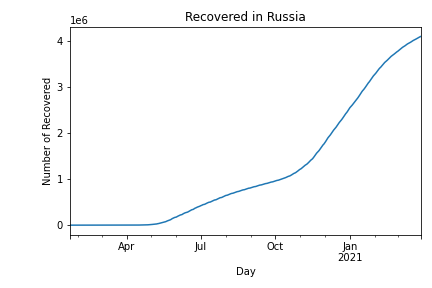 Recovered in Russia
1e6
4
3
2
1
0
Number of Recovered
Apr
Jul
Oct
Jan
2021
Day